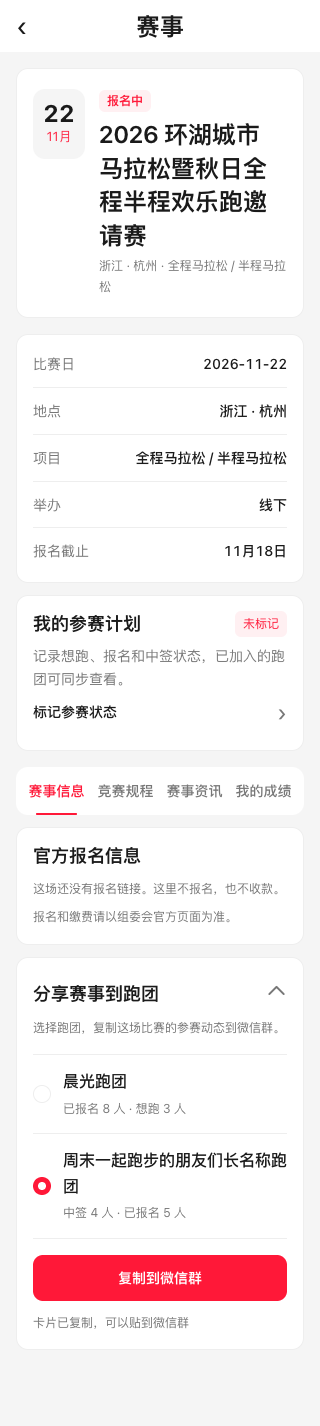 赛事
22
11月
报名中
2026 环湖城市
马拉松暨秋日全
程半程欢乐跑邀
请赛
浙江 · 杭州 · 全程马拉松 / 半程马拉
松
比赛日 2026-11-22
地点 浙江 · 杭州
项目 全程马拉松 / 半程马拉松
举办 线下
报名截止 11月18日
我的参赛计划 未标记
记录想跑、报名和中签状态，已加入的跑
团可同步查看。
标记参赛状态
赛事信息 竞赛规程 赛事资讯 我的成绩
官方报名信息
这场还没有报名链接。这里不报名，也不收款。
报名和缴费请以组委会官方页面为准。
分享赛事到跑团
选择跑团，复制这场比赛的参赛动态到微信群。
晨光跑团
已报名 8 人 · 想跑 3 人
周末一起跑步的朋友们长名称跑
团
中签 4 人 · 已报名 5 人
复制到微信群
卡片已复制，可以贴到微信群